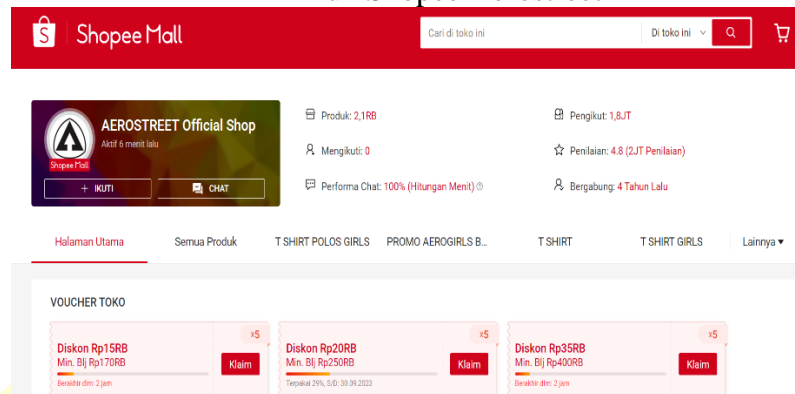 S Shopee Mall
Cari di toko ini
Di toko ini
AEROSTREET Official Shop
Aktif 6 menit lalu
Shopee Mall
+ IKUTI
CHAT
Produk: 2,1RB
Pengikut: 1,8JT
Mengikuti: 0
Penilaian: 4.8 (2JT Penilaian)
Performa Chat: 100% (Hitungan Menit)
Bergabung: 4 Tahun Lalu
Halaman Utama Semua Produk T SHIRT POLOS GIRLS PROMO AEROGIRLS B... T SHIRT T SHIRT GIRLS Lainnya ▾
VOUCHER TOKO
x5
Diskon Rp15RB
Min. Blj Rp170RB
Klaim
Berakhir dlm: 2 jam
x5
Diskon Rp20RB
Min. Blj Rp250RB
Klaim
Terpakai 29%, S/D: 30.09.2023
x5
Diskon Rp35RB
Min. Blj Rp400RB
Klaim
Berakhir dlm: 2 jam